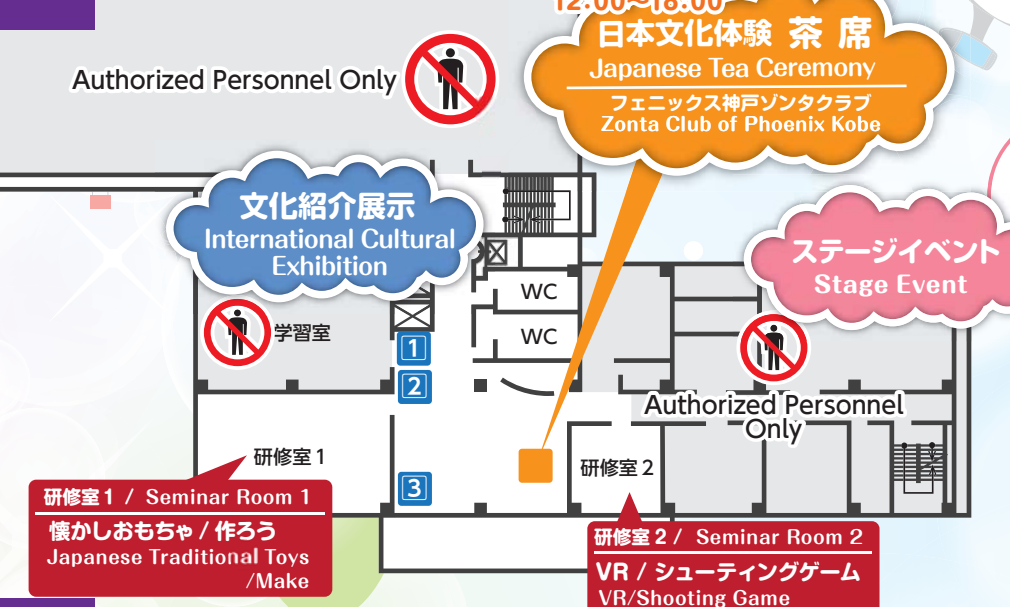 12:00~18:00
日本文化体験 茶 席
Japanese Tea Ceremony
フェニックス神戸ゾンタクラブ
Zonta Club of Phoenix Kobe
Authorized Personnel Only
文化紹介展示
International Cultural
Exhibition
ステージイベント
Stage Event
WC
WC
学習室
1
2
3
Authorized Personnel
Only
研修室1
研修室2
研修室1 / Seminar Room 1
懐かしおもちゃ / 作ろう
Japanese Traditional Toys
/Make
研修室2 / Seminar Room 2
VR / シューティングゲーム
VR/Shooting Game